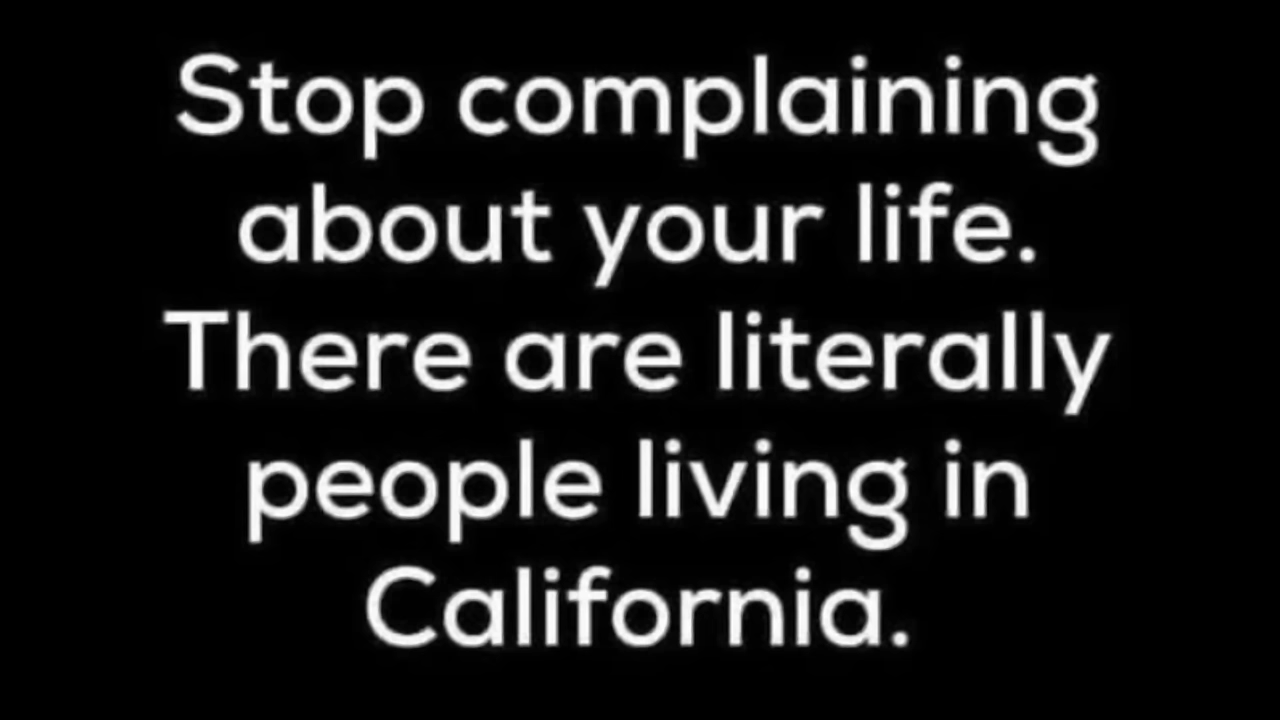 Stop complaining
about your life.
There are literally
people living in
California.